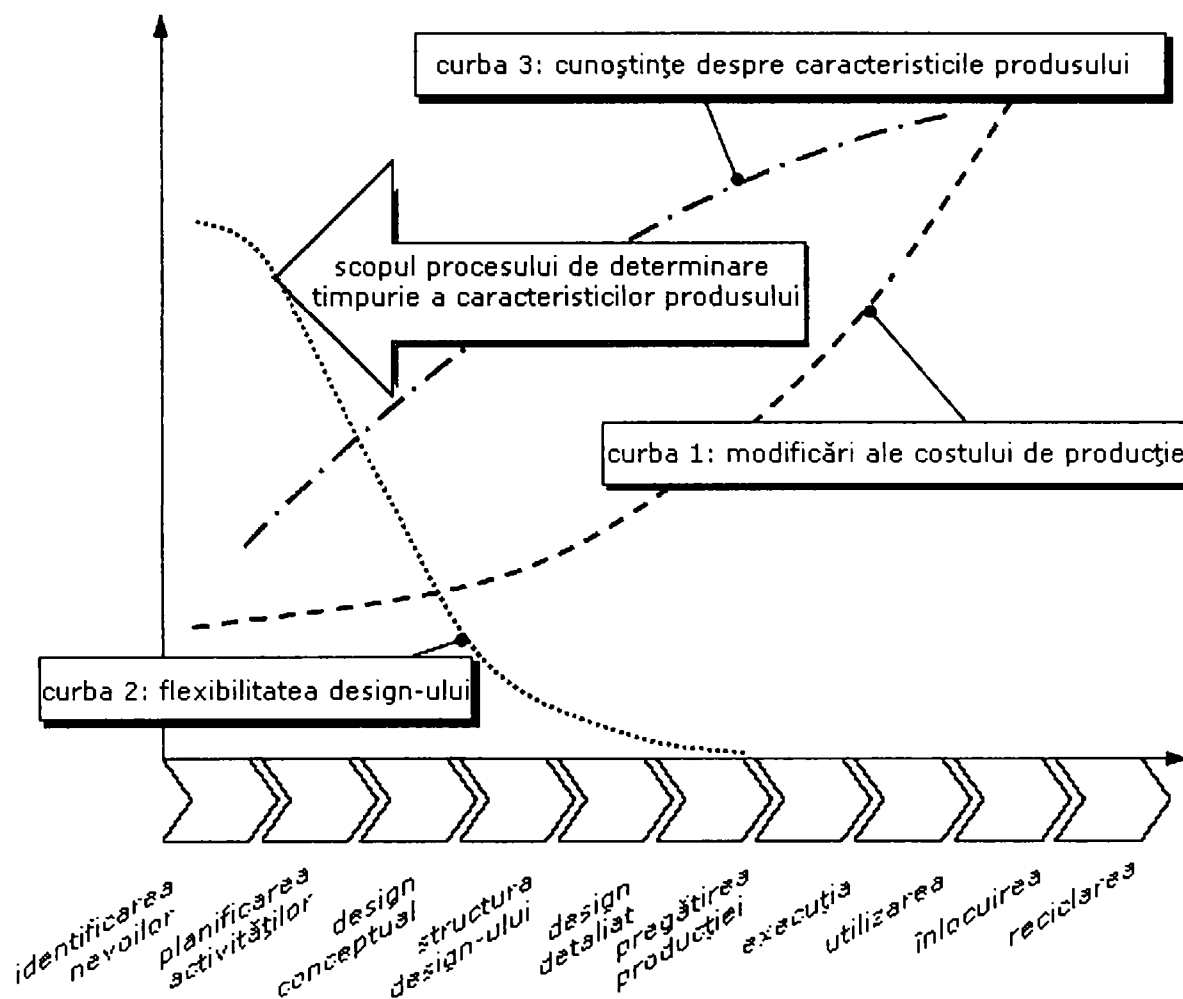 curba 3: cunoştinţe despre caracteristicile produsului
scopul procesului de determinare
timpurie a caracteristicilor produsului
curba 1: modificări ale costului de producţie
curba 2: flexibilitatea design-ului
identificarea
nevoilor
planificarea
activităţilor
design
conceptual
structura
design-ului
design
detaliat
pregătirea
producţiei
execuţia
utilizarea
înlocuirea
reciclarea